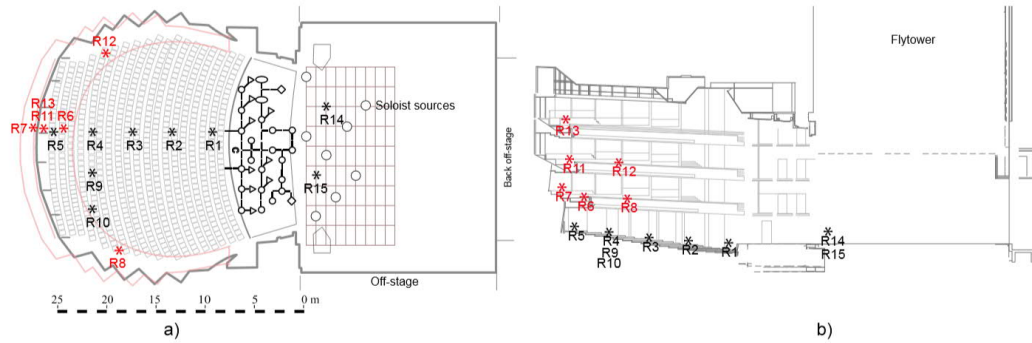 R12
R13
R11 R6
R7
R5 R4 R3 R2 R1
R9
R10
R8
R14
Soloist sources
R15
Back off-stage
Off-stage
25 20 15 10 5 0 m
a)
Flytower
R13
R11 R12
R7
R6 R8
R5 R4 R3 R2 R1
R9
R10
R14
R15
b)